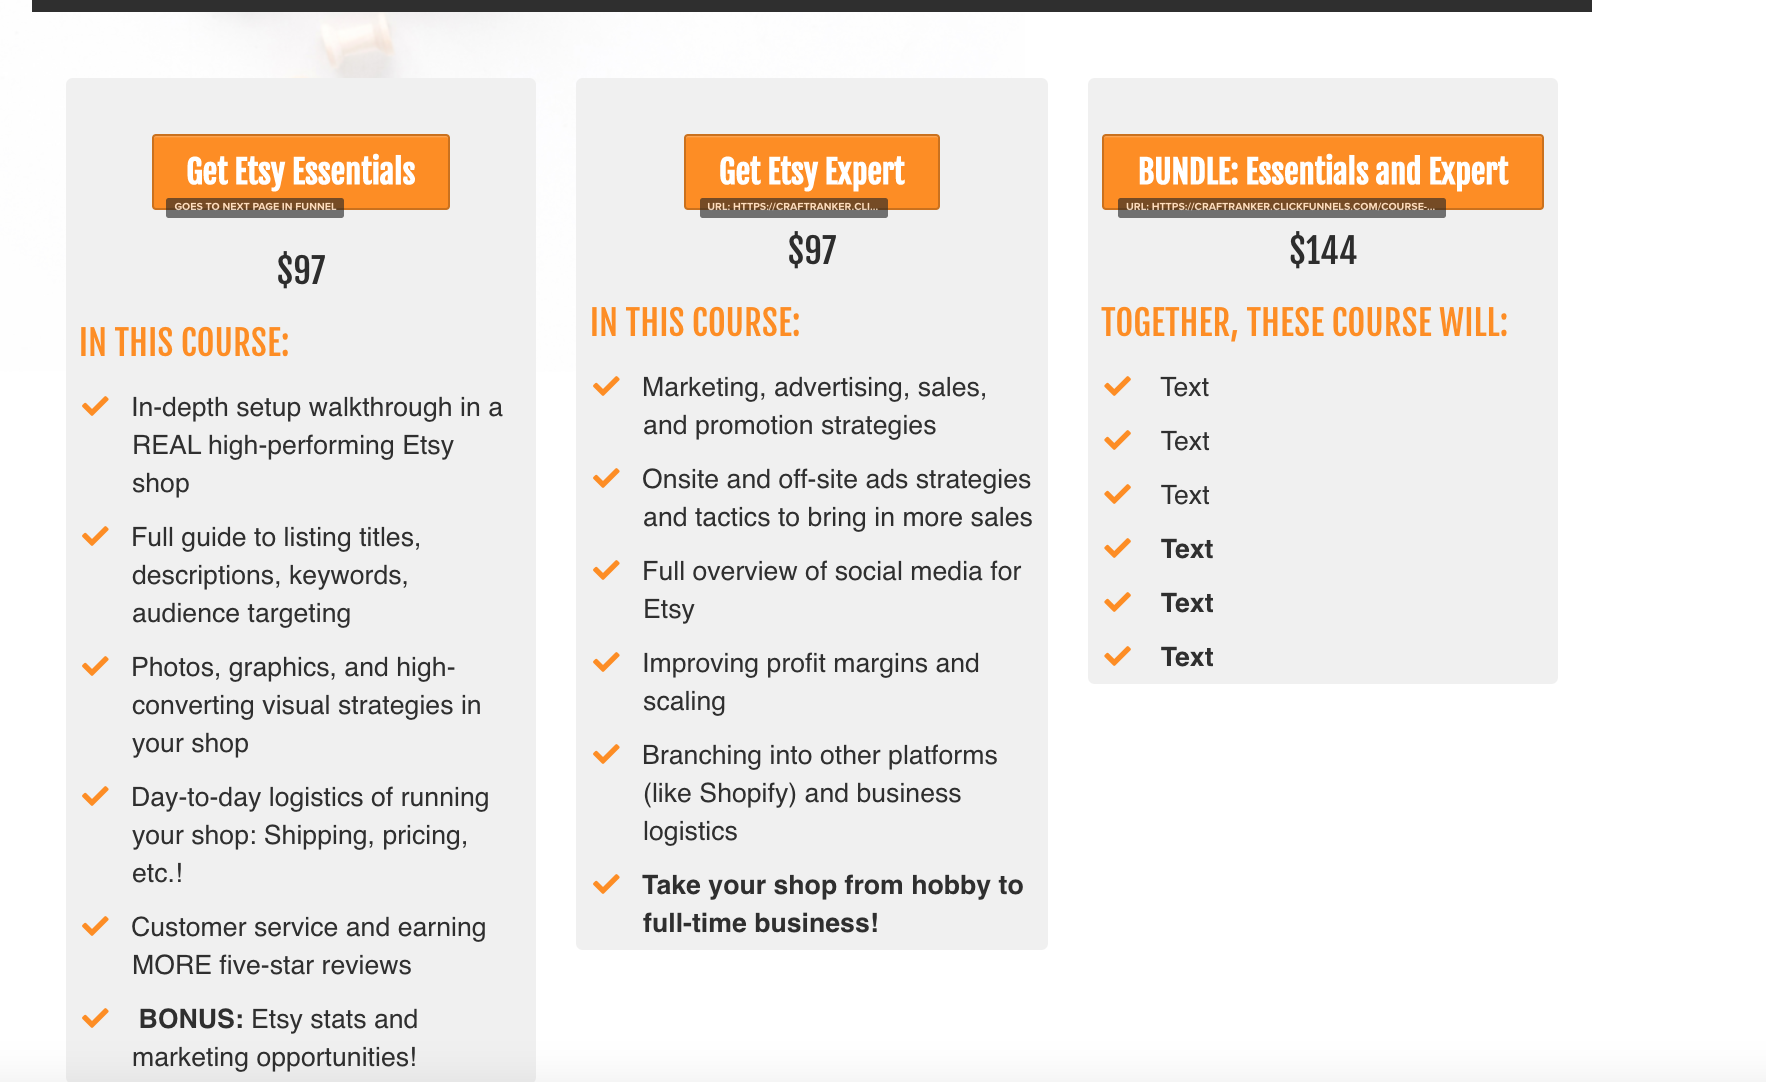 Get Etsy Essentials
GOES TO NEXT PAGE IN FUNNEL
$97
IN THIS COURSE:
In-depth setup walkthrough in a
REAL high-performing Etsy
shop
Full guide to listing titles,
descriptions, keywords,
audience targeting
Photos, graphics, and high-
converting visual strategies in
your shop
Day-to-day logistics of running
your shop: Shipping, pricing,
etc.!
Customer service and earning
MORE five-star reviews
BONUS: Etsy stats and
marketing opportunities!
Get Etsy Expert
URL: HTTPS://CRAFTRANKER.CLI...
$97
IN THIS COURSE:
Marketing, advertising, sales,
and promotion strategies
Onsite and off-site ads strategies
and tactics to bring in more sales
Full overview of social media for
Etsy
Improving profit margins and
scaling
Branching into other platforms
(like Shopify) and business
logistics
Take your shop from hobby to
full-time business!
BUNDLE: Essentials and Expert
URL: HTTPS://CRAFTRANKER.CLICKFUNNELS.COM/COURSE-...
$144
TOGETHER, THESE COURSE WILL:
Text
Text
Text
Text
Text
Text